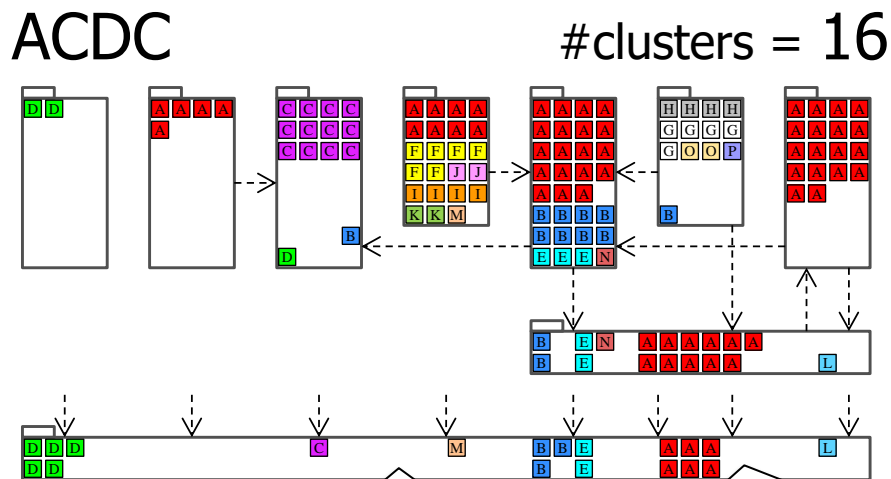 ACDC #clusters = 16
D D A A A A C C C C A A A A A A A A H H H H A A A A
A C C C C A A A A A A A A G G G G A A A A
C C C C F F F F A A A A G O O P A A A A
F F J J A A A A A A A A
I I I I A A A A A
K K M B B B B B
B B B B B
D E E E N
B E N A A A A A A
B E A A A A A L
D D D C M B B E A A A L
D D B E A A A